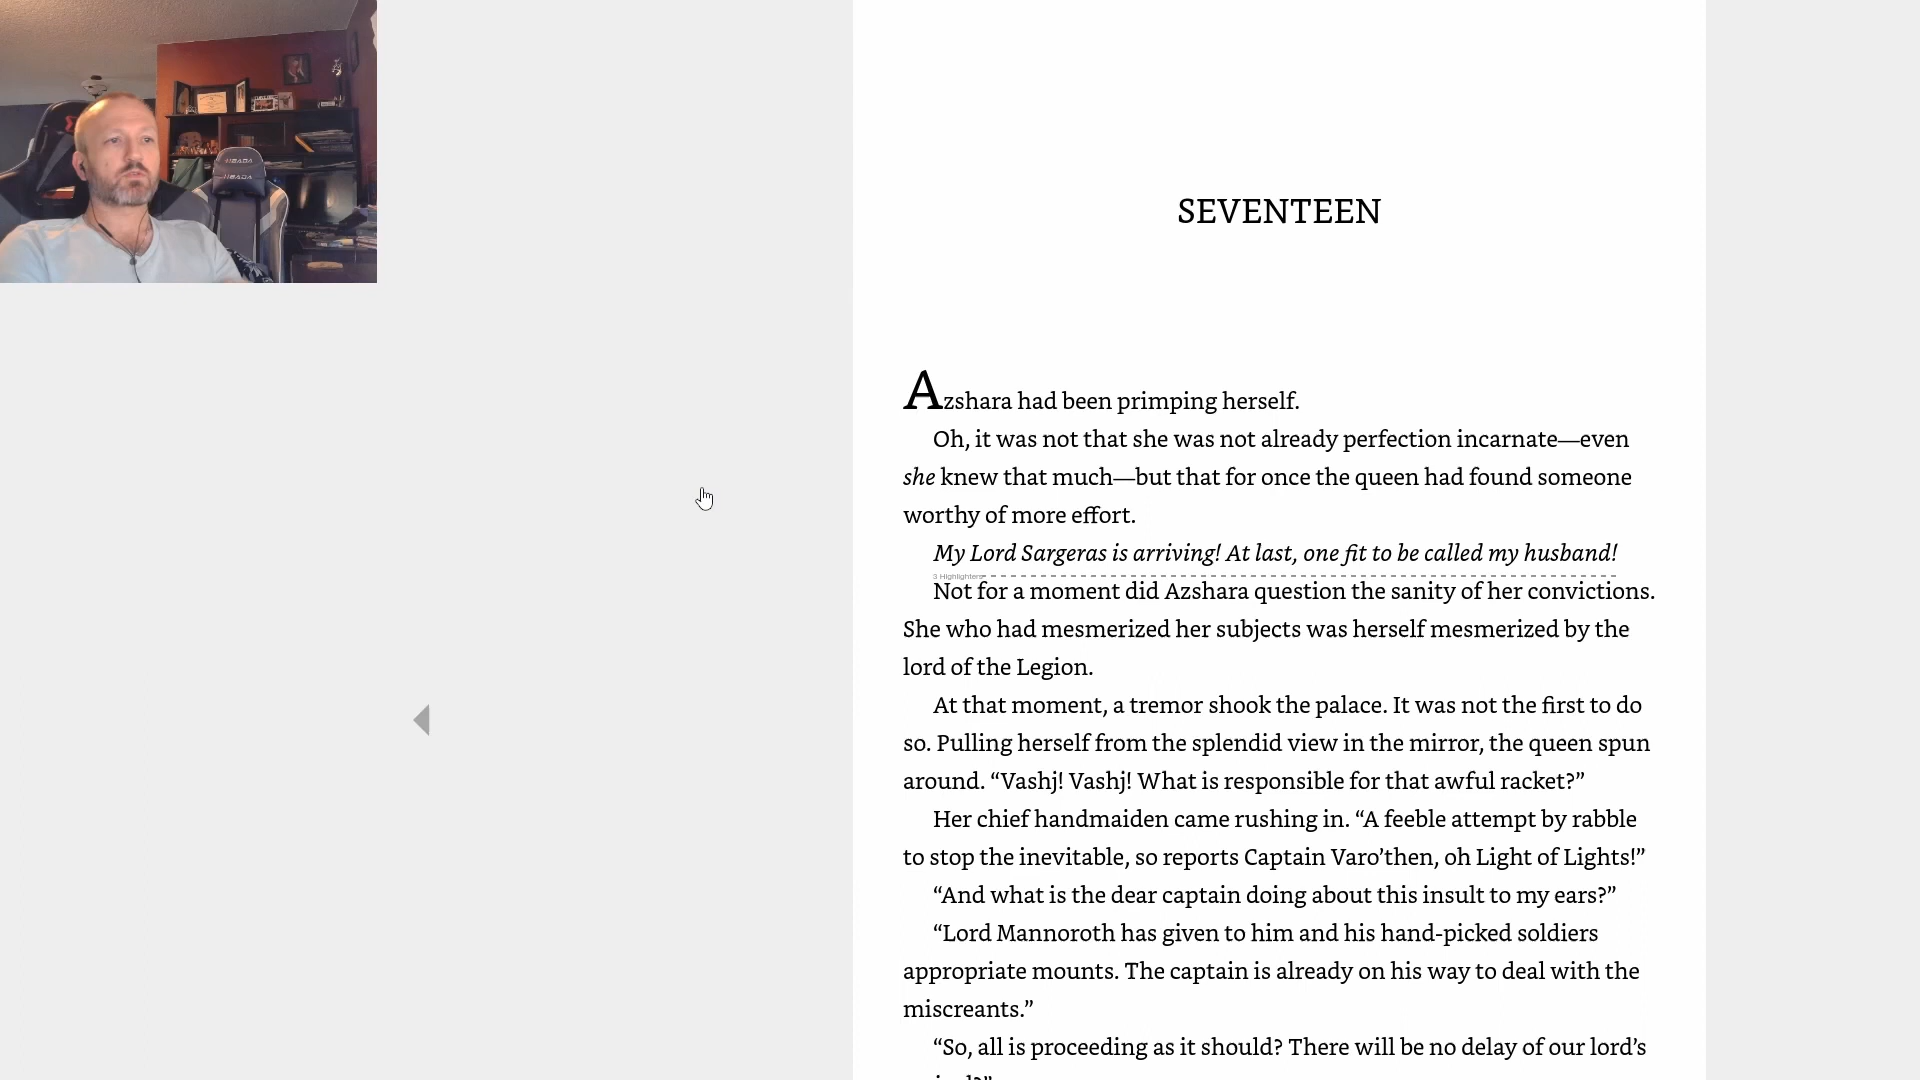 HBADA
HBADA
SEVENTEEN
Azshara had been primping herself.
Oh, it was not that she was not already perfection incarnate—even
she knew that much—but that for once the queen had found someone
worthy of more effort.
My Lord Sargeras is arriving! At last, one fit to be called my husband!
3 Highlighters
Not for a moment did Azshara question the sanity of her convictions.
She who had mesmerized her subjects was herself mesmerized by the
lord of the Legion.
At that moment, a tremor shook the palace. It was not the first to do
so. Pulling herself from the splendid view in the mirror, the queen spun
around. “Vashj! Vashj! What is responsible for that awful racket?”
Her chief handmaiden came rushing in. “A feeble attempt by rabble
to stop the inevitable, so reports Captain Varo’then, oh Light of Lights!”
“And what is the dear captain doing about this insult to my ears?”
“Lord Mannoroth has given to him and his hand-picked soldiers
appropriate mounts. The captain is already on his way to deal with the
miscreants.”
“So, all is proceeding as it should? There will be no delay of our lord’s